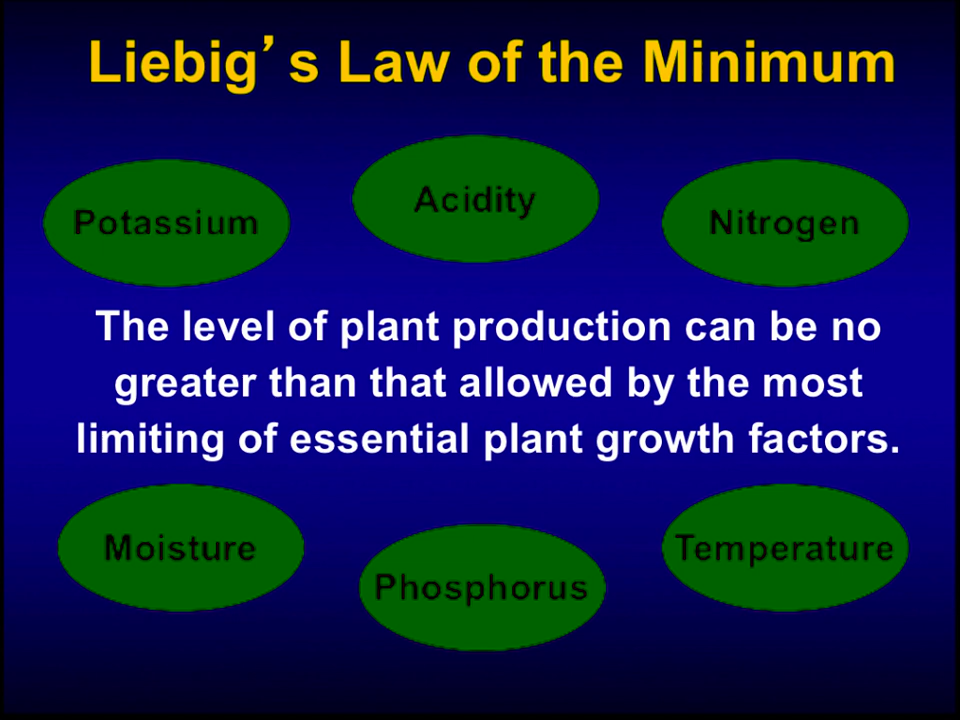 Liebig’s Law of the Minimum
Potassium
Acidity
Nitrogen
The level of plant production can be no
greater than that allowed by the most
limiting of essential plant growth factors.
Moisture
Phosphorus
Temperature